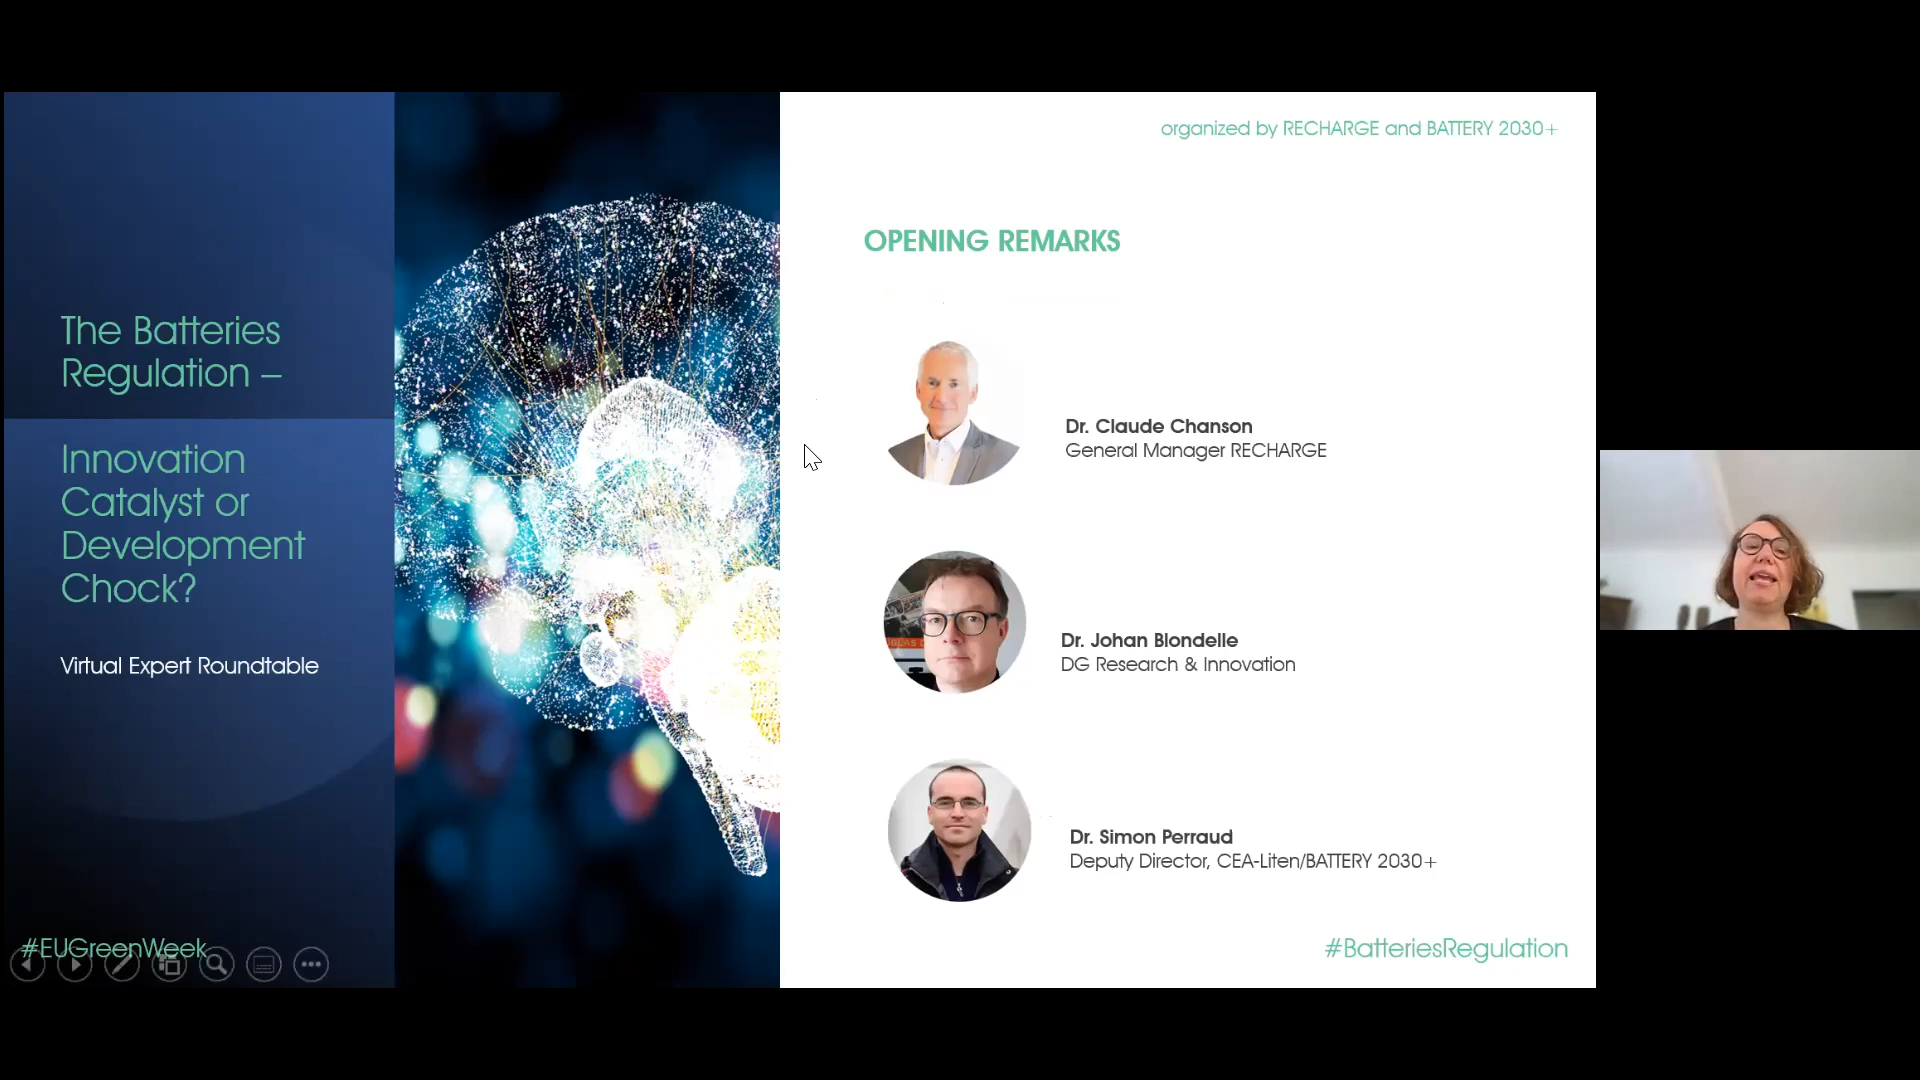 organized by RECHARGE and BATTERY 2030+
The Batteries
Regulation –
Innovation
Catalyst or
Development
Chock?
Virtual Expert Roundtable
#EUGreenWeek
OPENING REMARKS
Dr. Claude Chanson
General Manager RECHARGE
Dr. Johan Blondelle
DG Research & Innovation
Dr. Simon Perraud
Deputy Director, CEA-Liten/BATTERY 2030+
#BatteriesRegulation